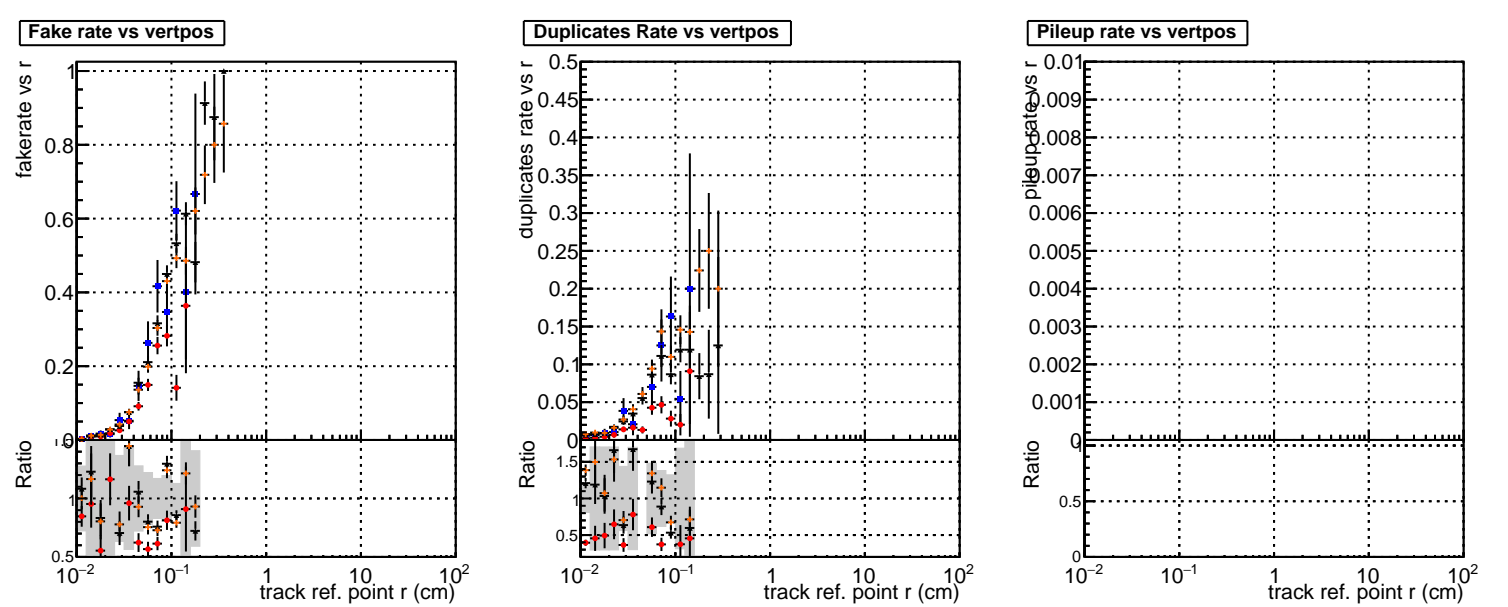 Fake rate vs vertpos
fakerate vs r
1
0.8
0.6
0.4
0.2
0
Ratio
1.5
1
0.5
10⁻² 10⁻¹ 1 10 10²
track ref. point r (cm)
Duplicates Rate vs vertpos
duplicates rate vs r
0.5
0.45
0.4
0.35
0.3
0.25
0.2
0.15
0.1
0.05
0
Ratio
1.5
1
0.5
10⁻² 10⁻¹ 1 10 10²
track ref. point r (cm)
Pileup rate vs vertpos
pileup rate vs r
0.01
0.009
0.008
0.007
0.006
0.005
0.004
0.003
0.002
0.001
0
Ratio
1
0.5
0
10⁻² 10⁻¹ 1 10 10²
track ref. point r (cm)